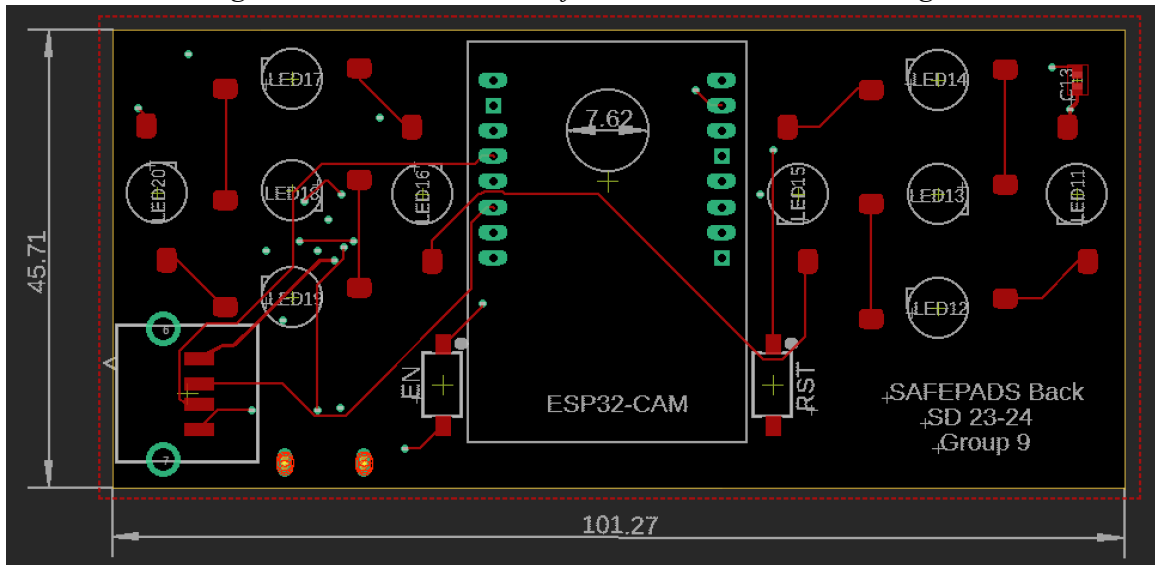 LED17
7.62
LED14
C13
LED20
LED18
LED16
LED15
LED13
LED11
45.71
LED19
LED12
6
EN
ESP32-CAM
RST
SAFEPADS Back
SD 23-24
Group 9
7
101.27